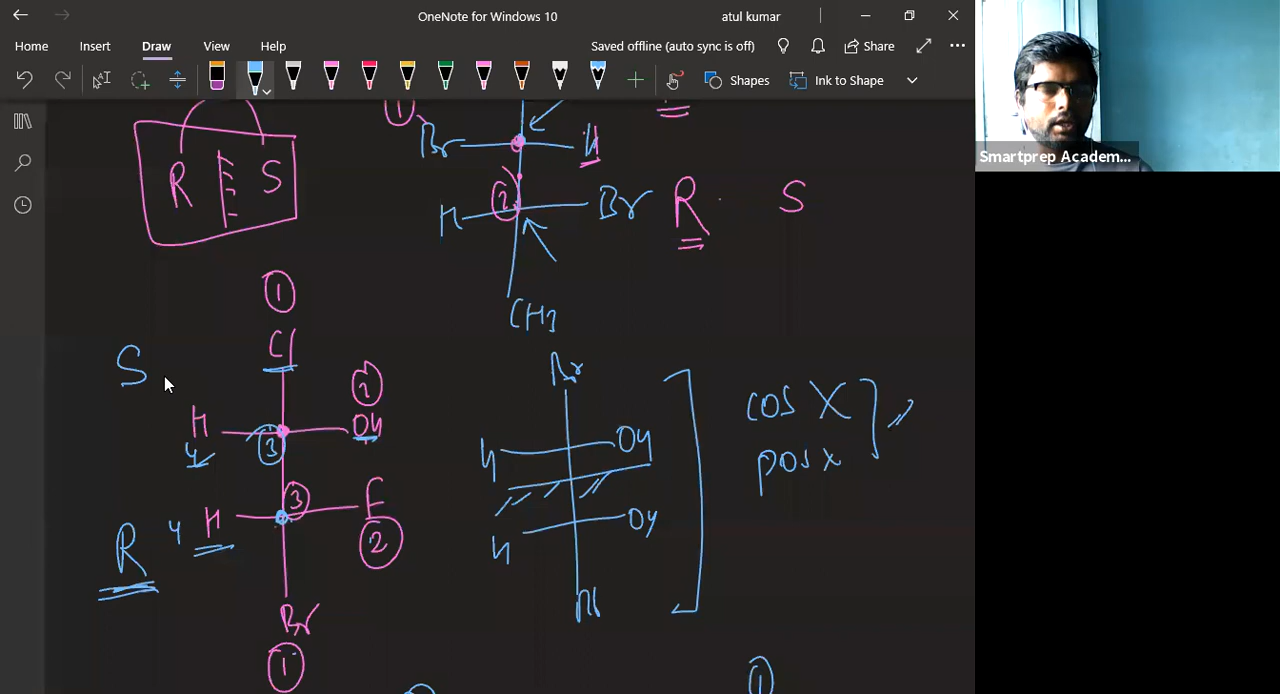 OneNote for Windows 10
atul kumar
Home Insert Draw View Help
Saved offline (auto sync is off)
Share
Shapes
Ink to Shape
Smartprep Academ...
R S
1
Br H
2
H Br
R S
CH3
1
Cl
S
2
H OH
4 3
3
H F
4
R 2
Br
1
Br
H OH
H OH
Br
COS X
POS X
1